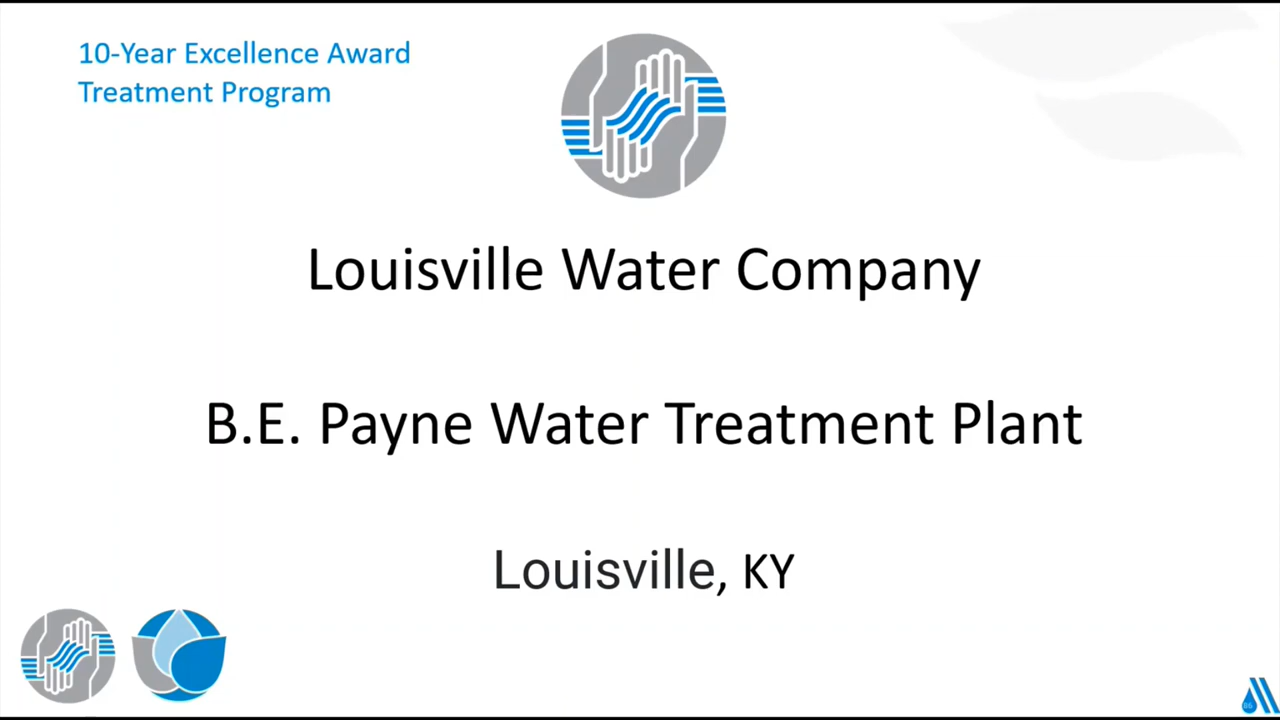 10-Year Excellence Award
Treatment Program
Louisville Water Company
B.E. Payne Water Treatment Plant
Louisville, KY